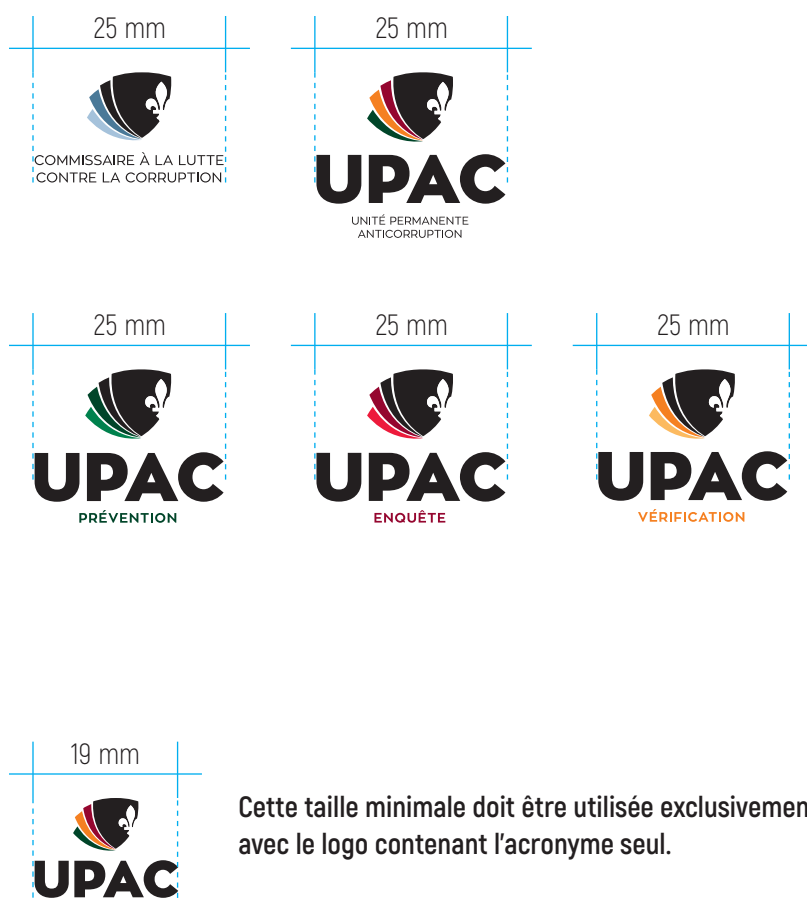 25 mm
25 mm
COMMISSAIRE À LA LUTTE
CONTRE LA CORRUPTION
UPAC
UNITÉ PERMANENTE
ANTICORRUPTION
25 mm
25 mm
25 mm
UPAC
PRÉVENTION
UPAC
ENQUÊTE
UPAC
VÉRIFICATION
19 mm
UPAC
Cette taille minimale doit être utilisée exclusivemen
avec le logo contenant l'acronyme seul.